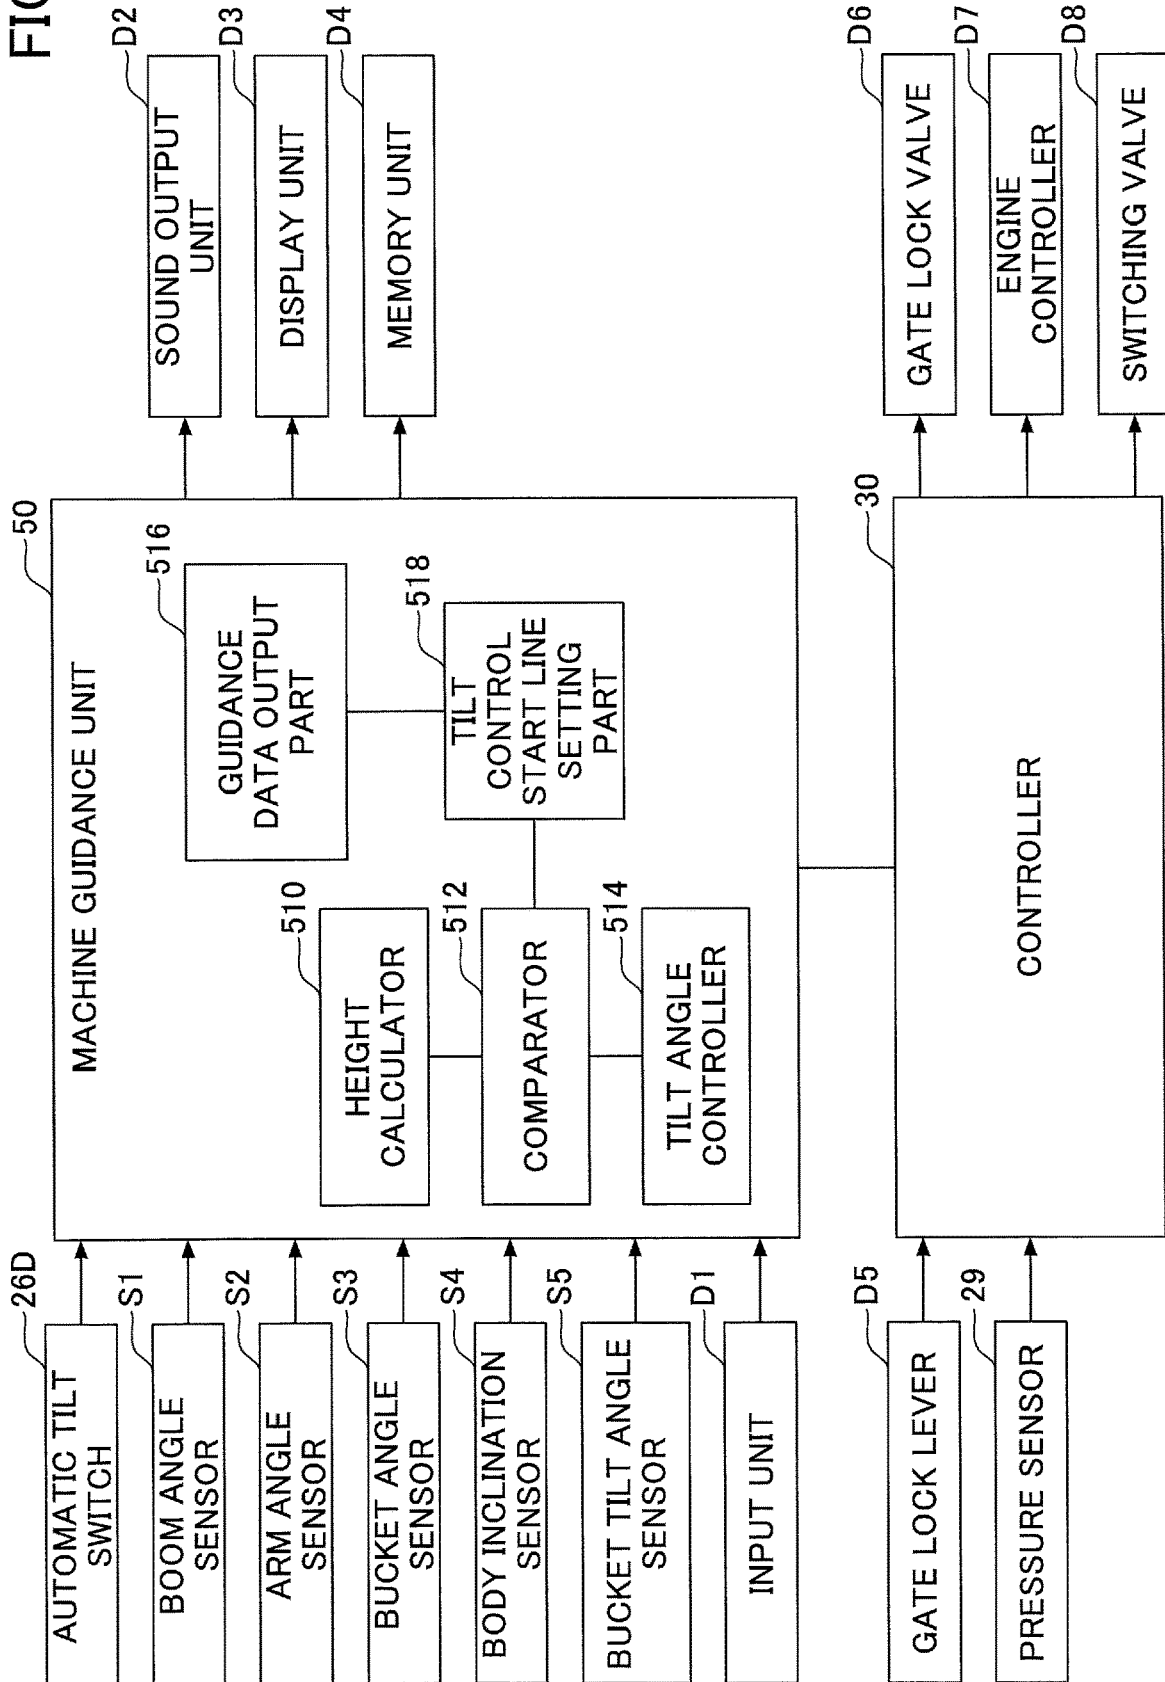 FIG
26D
AUTOMATIC TILT
SWITCH
S1
BOOM ANGLE
SENSOR
S2
ARM ANGLE
SENSOR
S3
BUCKET ANGLE
SENSOR
S4
BODY INCLINATION
SENSOR
S5
BUCKET TILT ANGLE
SENSOR
D1
INPUT UNIT
50
MACHINE GUIDANCE UNIT
510
HEIGHT
CALCULATOR
512
COMPARATOR
514
TILT ANGLE
CONTROLLER
516
GUIDANCE
DATA OUTPUT
PART
518
TILT
CONTROL
START LINE
SETTING
PART
D2
SOUND OUTPUT
UNIT
D3
DISPLAY UNIT
D4
MEMORY UNIT
D5
GATE LOCK LEVER
29
PRESSURE SENSOR
30
CONTROLLER
D6
GATE LOCK VALVE
D7
ENGINE
CONTROLLER
D8
SWITCHING VALVE